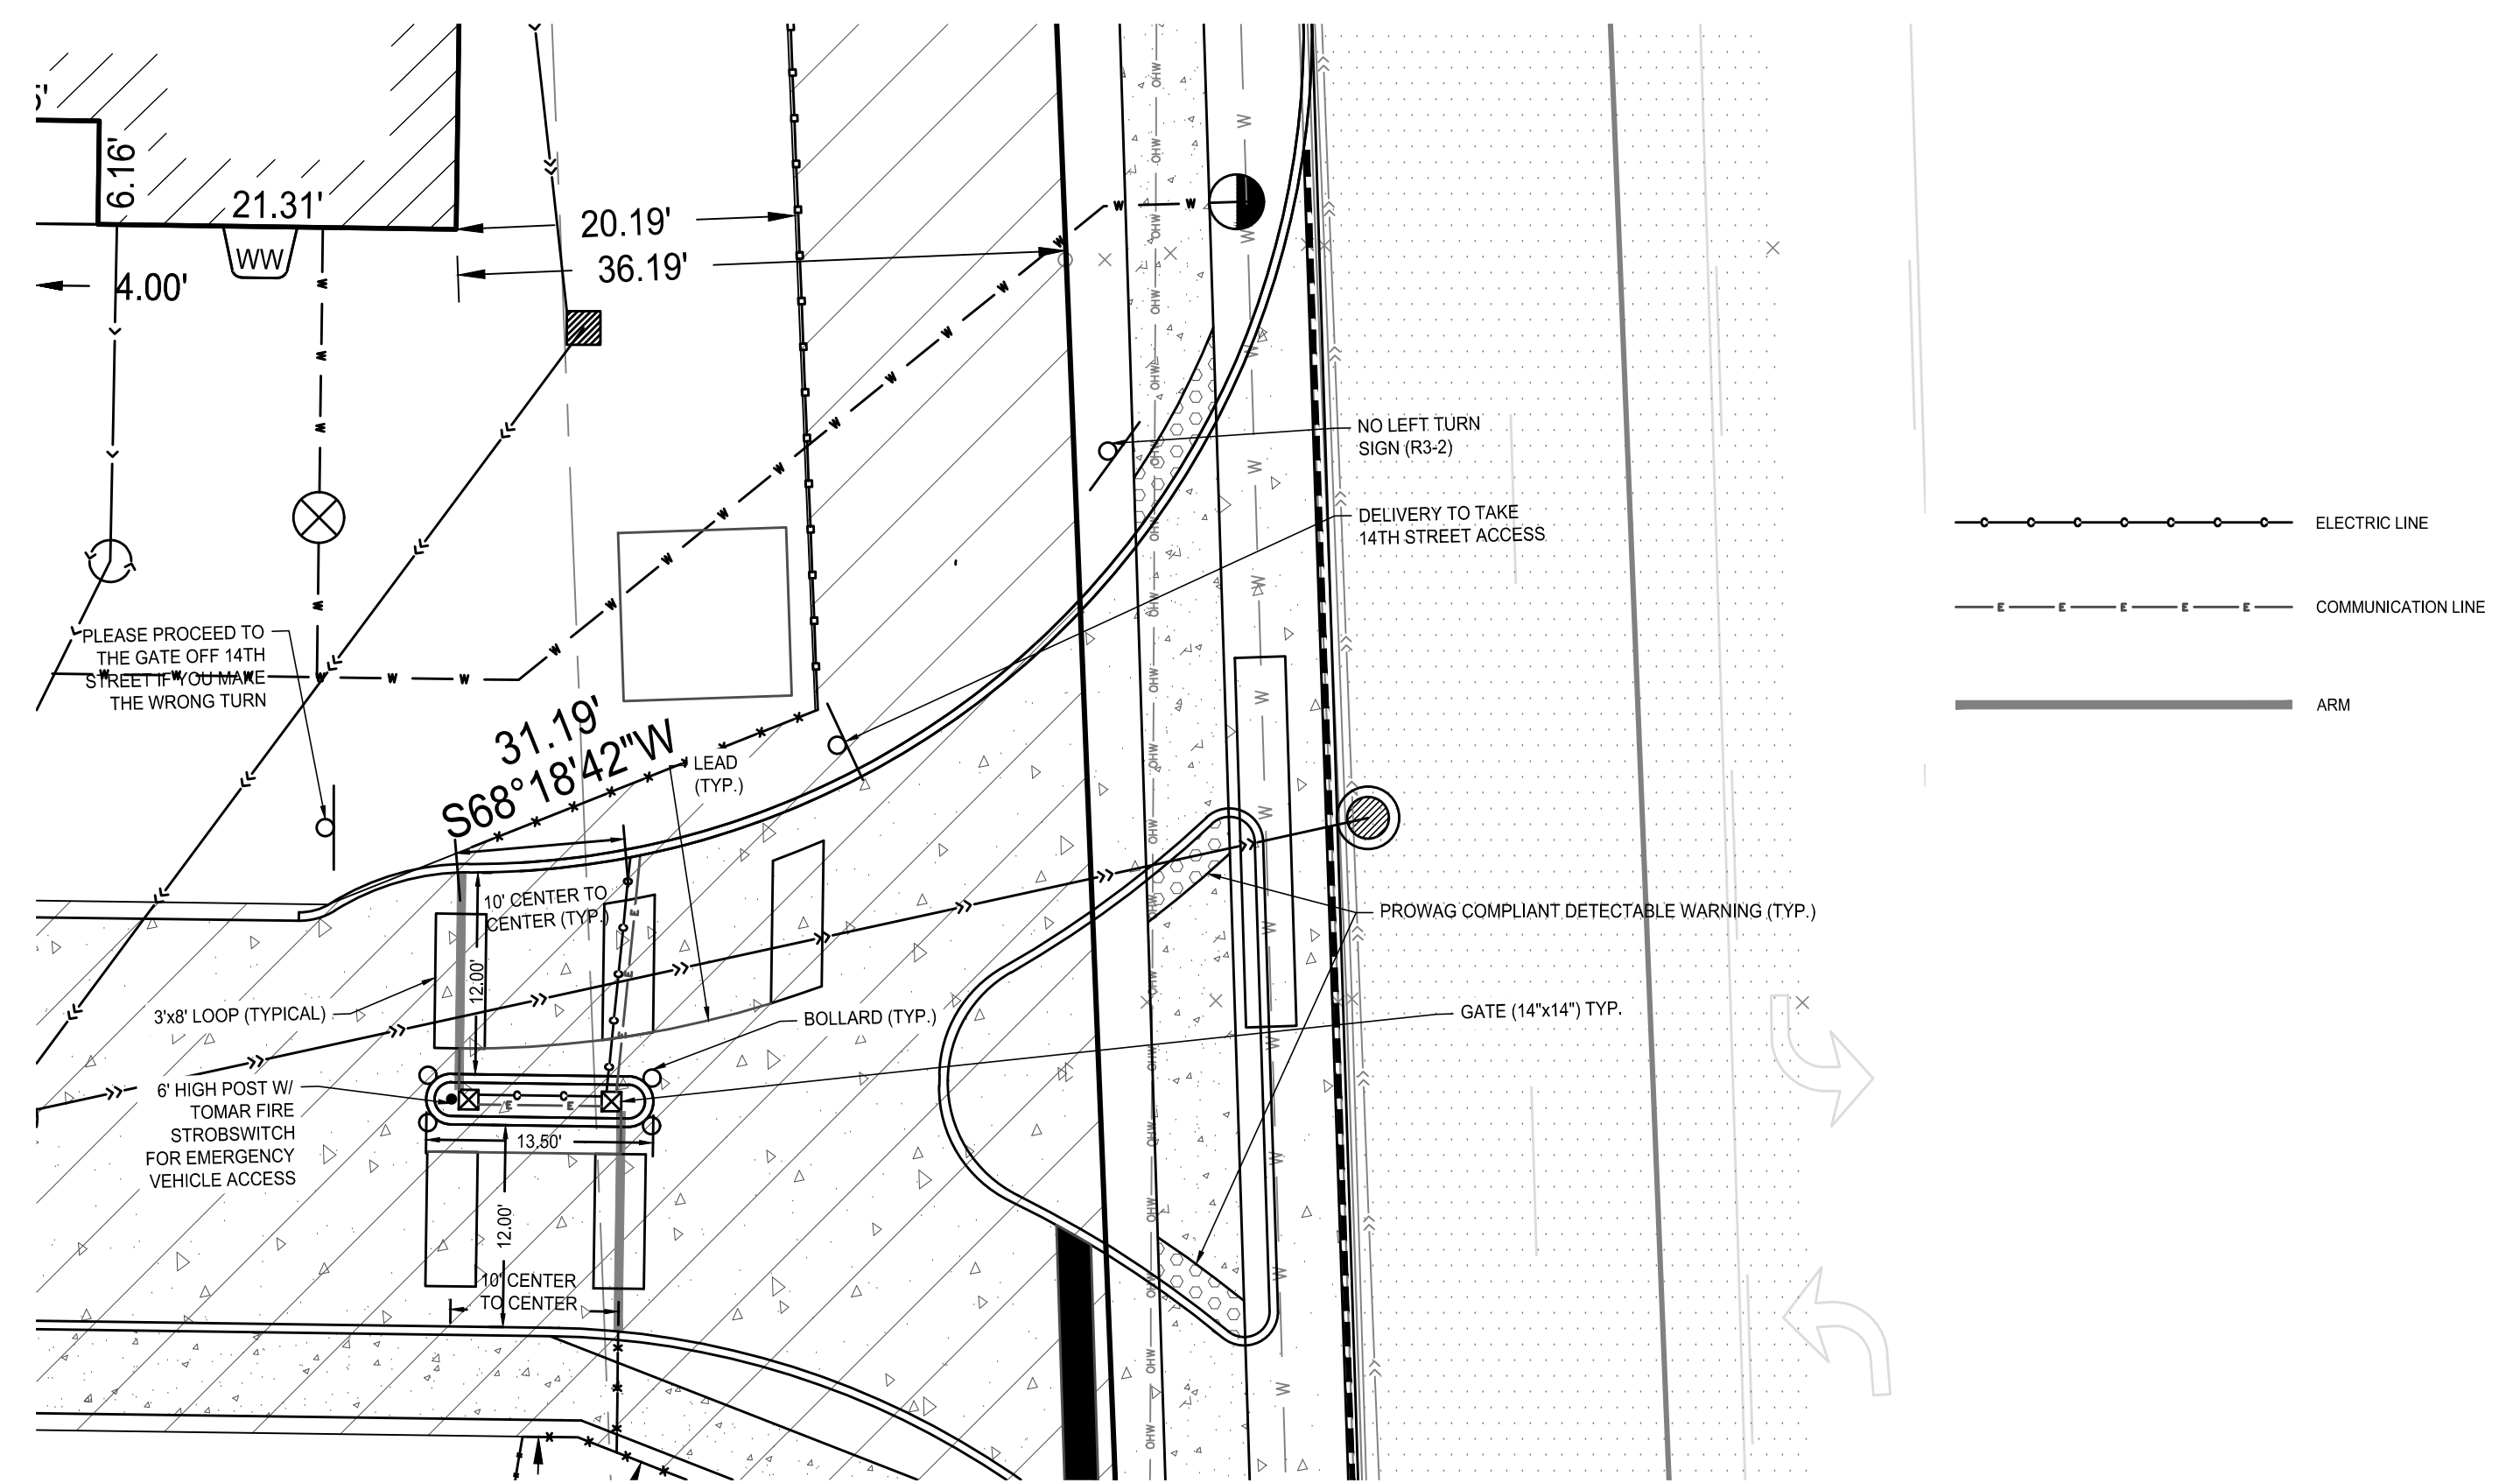 5'
6.16'
21.31'
WW
4.00'
20.19'
36.19'
NO LEFT TURN
SIGN (R3-2)
DELIVERY TO TAKE
14TH STREET ACCESS
ELECTRIC LINE
COMMUNICATION LINE
ARM
PLEASE PROCEED TO
THE GATE OFF 14TH
STREET IF YOU MAKE
THE WRONG TURN
31.19'
S68°18'42"W
LEAD
(TYP.)
10' CENTER TO
CENTER (TYP.)
12.00'
PROWAG COMPLIANT DETECTABLE WARNING (TYP.)
3'x8' LOOP (TYPICAL)
BOLLARD (TYP.)
GATE (14"x14") TYP.
6' HIGH POST W/
TOMAR FIRE
STROBSWITCH
FOR EMERGENCY
VEHICLE ACCESS
13.50'
12.00'
10' CENTER
TO CENTER